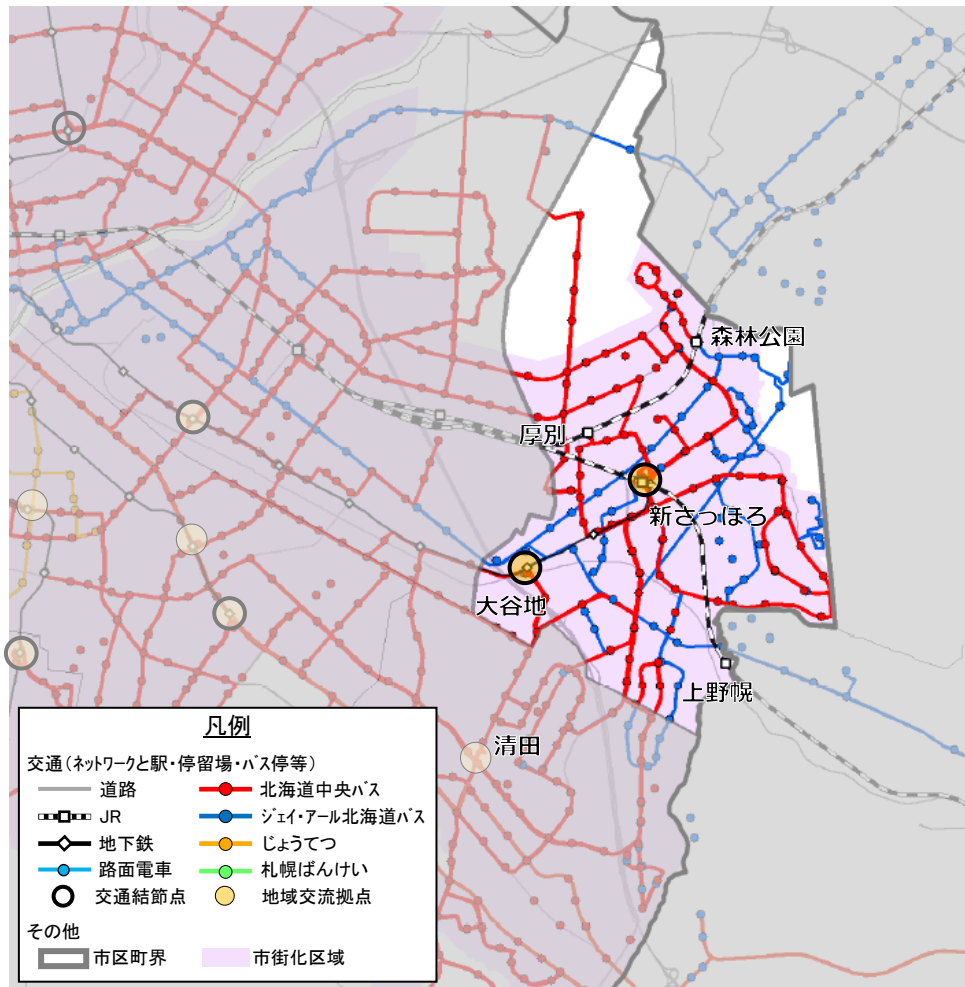 森林公園
厚別
新さっぽろ
大谷地
上野幌
清田
凡例
交通(ネットワークと駅・停留場・バス停等)
道路
北海道中央バス
JR
ジェイ・アール北海道バス
地下鉄
じょうてつ
路面電車
札幌ばんけい
交通結節点
地域交流拠点
その他
市区町界
市街化区域